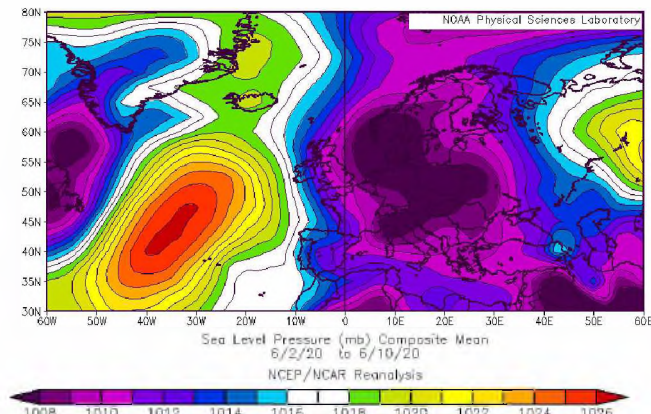 80N
NOAA Physical Sciences Laboratory
75N
70N
65N
60N
55N
50N
45N
40N
35N
30N
60W 50W 40W 30W 20W 10W 0 10E 20E 30E 40E 50E 60E
Sea Level Pressure (mb) Composite Mean
6/2/20 to 6/10/20
NCEP/NCAR Reanalysis
1008 1010 1012 1014 1016 1018 1020 1022 1024 1026